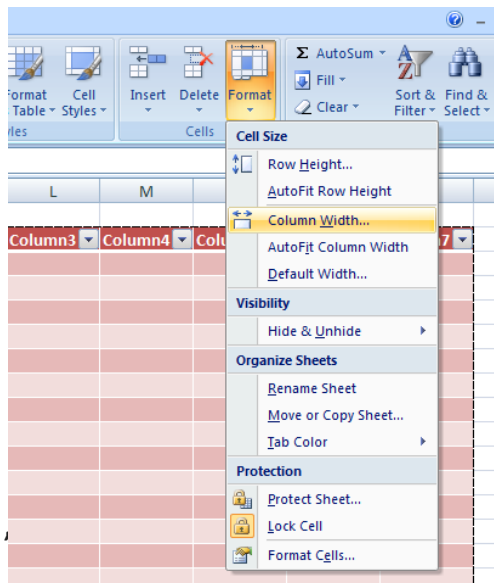 Σ AutoSum
Fill
Clear
Format
Table
Cell
Styles
Insert
Delete
Format
Sort &
Filter
Find &
Select
Cells
Cell Size
Row Height...
AutoFit Row Height
Column Width...
AutoFit Column Width
Default Width...
Visibility
Hide & Unhide
Organize Sheets
Rename Sheet
Move or Copy Sheet...
Tab Color
Protection
Protect Sheet...
Lock Cell
Format Cells...
L M
Column3 Column4 Colu 17